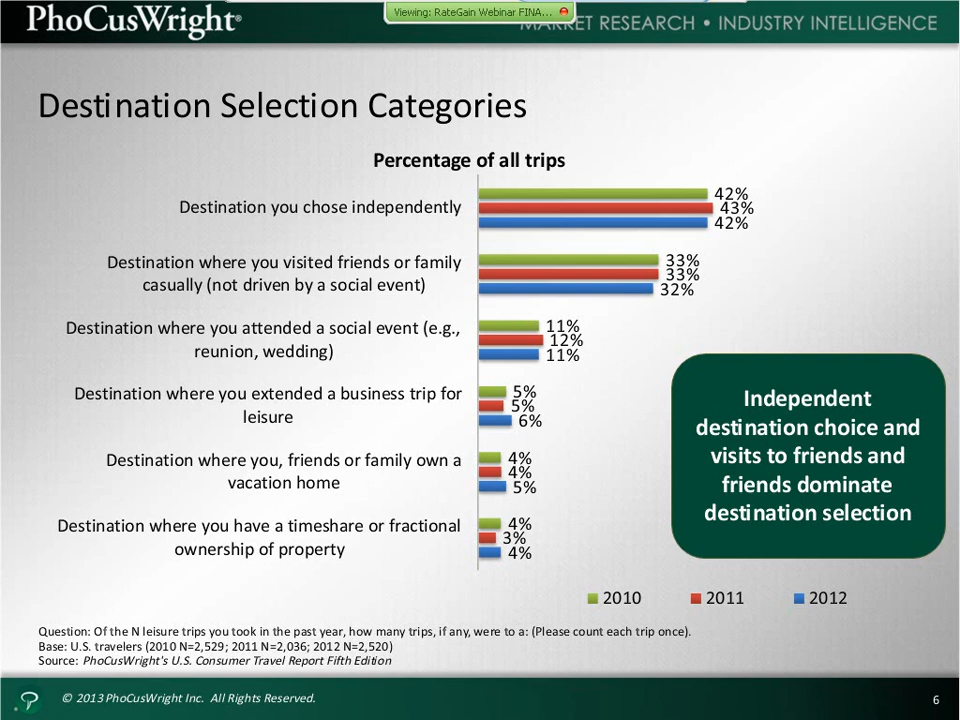 PhoCusWright®
Viewing: RateGain Webinar FINA...
MARKET RESEARCH • INDUSTRY INTELLIGENCE
Destination Selection Categories
Percentage of all trips
Destination you chose independently
42%
43%
42%
Destination where you visited friends or family
casually (not driven by a social event)
33%
33%
32%
Destination where you attended a social event (e.g.,
reunion, wedding)
11%
12%
11%
Destination where you extended a business trip for
leisure
5%
5%
6%
Destination where you, friends or family own a
vacation home
4%
4%
5%
Destination where you have a timeshare or fractional
ownership of property
4%
3%
4%
Independent
destination choice and
visits to friends and
friends dominate
destination selection
2010 2011 2012
Question: Of the N leisure trips you took in the past year, how many trips, if any, were to a: (Please count each trip once).
Base: U.S. travelers (2010 N=2,529; 2011 N=2,036; 2012 N=2,520)
Source: PhoCusWright's U.S. Consumer Travel Report Fifth Edition
© 2013 PhoCusWright Inc. All Rights Reserved.
6